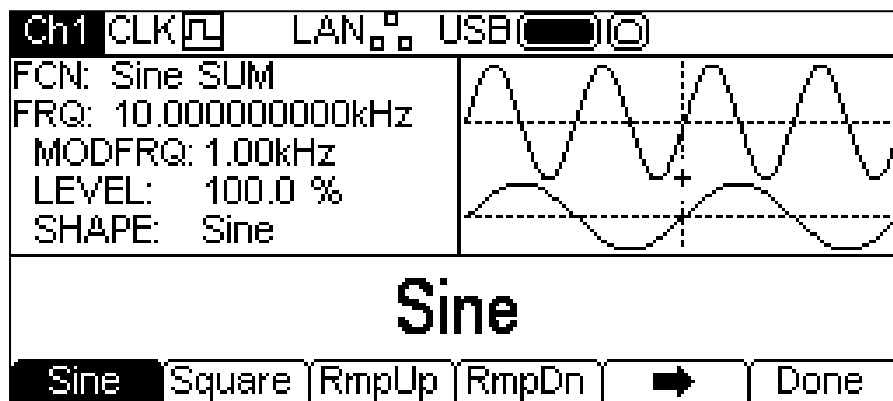 Ch1 CLK LAN USB
FCN: Sine SUM
FRQ: 10.000000000kHz
MODFRQ: 1.00kHz
LEVEL: 100.0 %
SHAPE: Sine
Sine
Sine Square RmpUp RmpDn Done